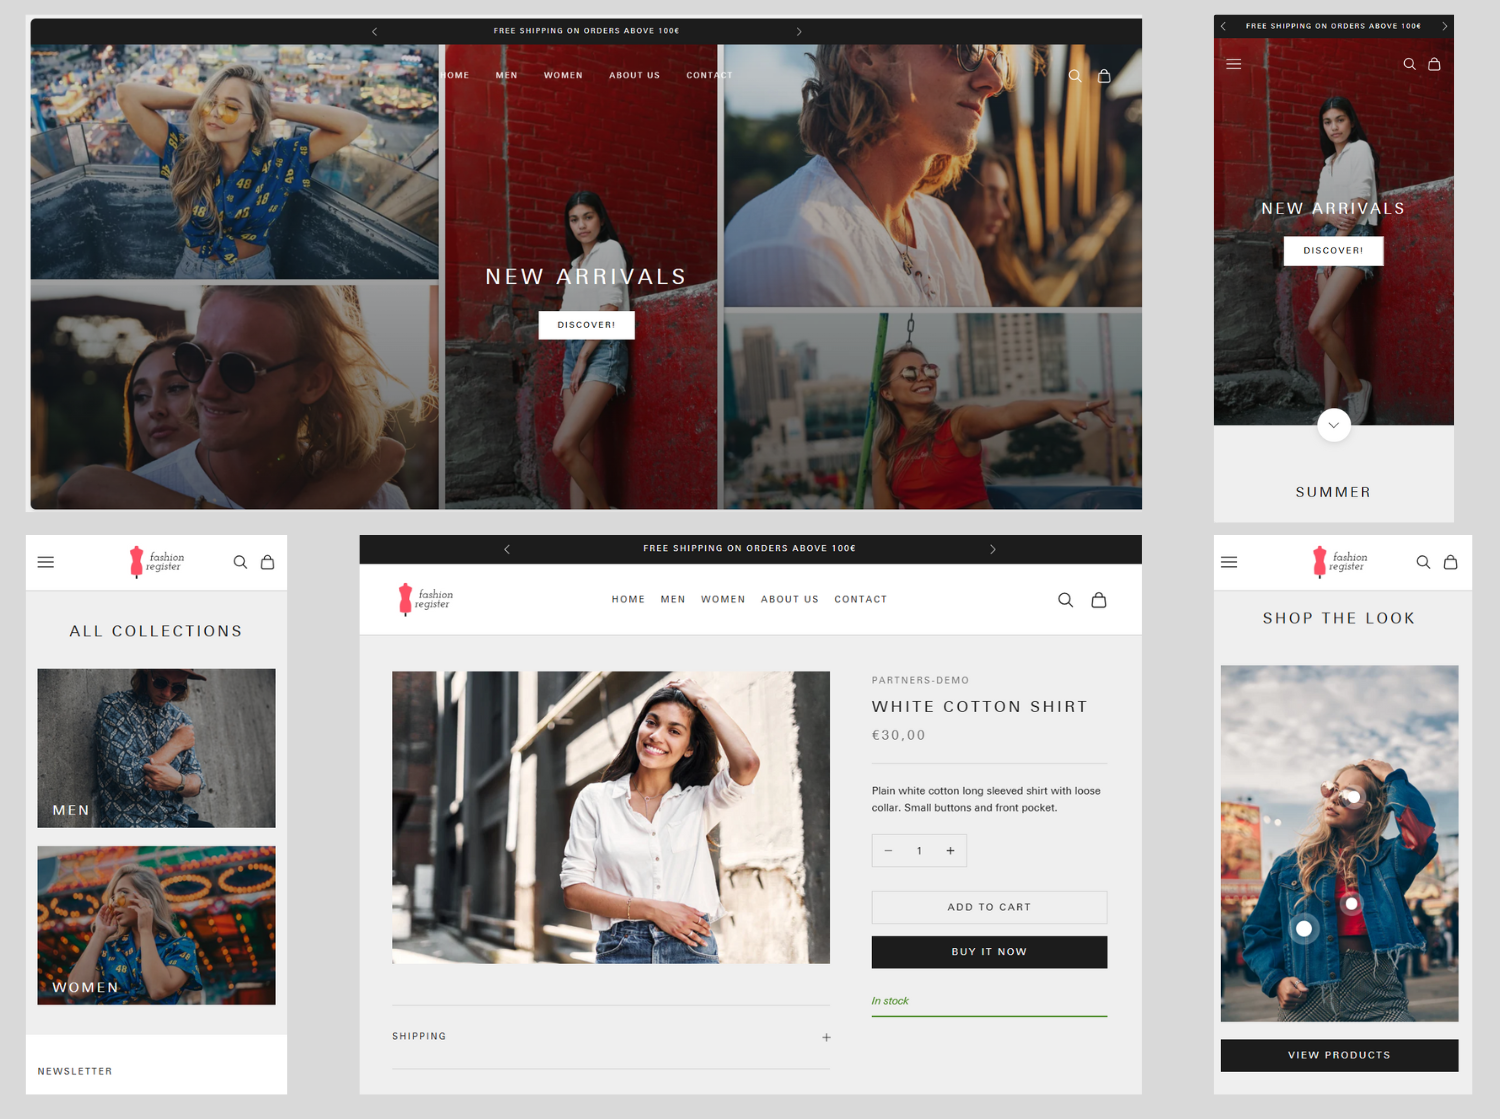 FREE SHIPPING ON ORDERS ABOVE 100€
HOME MEN WOMEN ABOUT US CONTACT
NEW ARRIVALS
DISCOVER!
FREE SHIPPING ON ORDERS ABOVE 100€
NEW ARRIVALS
DISCOVER!
SUMMER
fashion
register
ALL COLLECTIONS
MEN
WOMEN
NEWSLETTER
FREE SHIPPING ON ORDERS ABOVE 100€
fashion
register
HOME MEN WOMEN ABOUT US CONTACT
PARTNERS-DEMO
WHITE COTTON SHIRT
€30,00
Plain white cotton long sleeved shirt with loose
collar. Small buttons and front pocket.
− 1 +
ADD TO CART
BUY IT NOW
In stock
SHIPPING +
fashion
register
SHOP THE LOOK
VIEW PRODUCTS